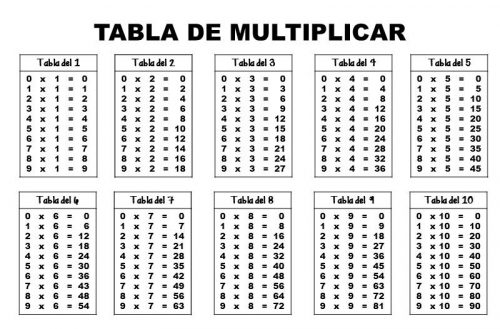 TABLA DE MULTIPLICAR
Tabla del 1
0 x 1 = 0
1 x 1 = 1
2 x 1 = 2
3 x 1 = 3
4 x 1 = 4
5 x 1 = 5
6 x 1 = 6
7 x 1 = 7
8 x 1 = 8
9 x 1 = 9
Tabla del 2
0 x 2 = 0
1 x 2 = 2
2 x 2 = 4
3 x 2 = 6
4 x 2 = 8
5 x 2 = 10
6 x 2 = 12
7 x 2 = 14
8 x 2 = 16
9 x 2 = 18
Tabla del 3
0 x 3 = 0
1 x 3 = 3
2 x 3 = 6
3 x 3 = 9
4 x 3 = 12
5 x 3 = 15
6 x 3 = 18
7 x 3 = 21
8 x 3 = 24
9 x 3 = 27
Tabla del 4
0 x 4 = 0
1 x 4 = 4
2 x 4 = 8
3 x 4 = 12
4 x 4 = 16
5 x 4 = 20
6 x 4 = 24
7 x 4 = 28
8 x 4 = 32
9 x 4 = 36
Tabla del 5
0 x 5 = 0
1 x 5 = 5
2 x 5 = 10
3 x 5 = 15
4 x 5 = 20
5 x 5 = 25
6 x 5 = 30
7 x 5 = 35
8 x 5 = 40
9 x 5 = 45
Tabla del 6
0 x 6 = 0
1 x 6 = 6
2 x 6 = 12
3 x 6 = 18
4 x 6 = 24
5 x 6 = 30
6 x 6 = 36
7 x 6 = 43
8 x 6 = 48
9 x 6 = 54
Tabla del 7
0 x 7 = 0
1 x 7 = 7
2 x 7 = 14
3 x 7 = 21
4 x 7 = 28
5 x 7 = 35
6 x 7 = 42
7 x 7 = 49
8 x 7 = 56
9 x 7 = 63
Tabla del 8
0 x 8 = 0
1 x 8 = 8
2 x 8 = 16
3 x 8 = 24
4 x 8 = 32
5 x 8 = 40
6 x 8 = 48
7 x 8 = 56
8 x 8 = 64
9 x 8 = 72
Tabla del 9
0 x 9 = 0
1 x 9 = 9
2 x 9 = 18
3 x 9 = 27
4 x 9 = 36
5 x 9 = 45
6 x 9 = 54
7 x 9 = 63
8 x 9 = 72
9 x 9 = 81
Tabla del 10
0 x 10 = 0
1 x 10 = 10
2 x 10 = 20
3 x 10 = 30
4 x 10 = 40
5 x 10 = 50
6 x 10 = 60
7 x 10 = 70
8 x 10 = 80
9 x 10 = 90